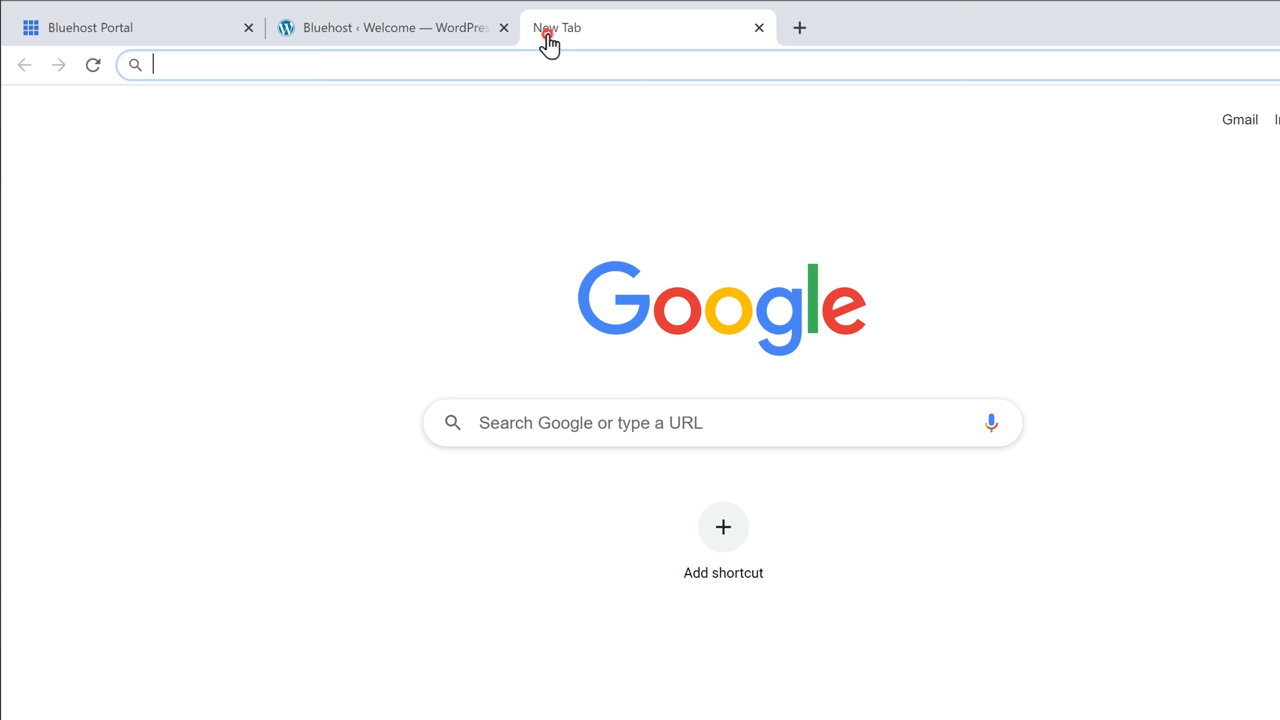 Bluehost Portal
Bluehost ‹ Welcome — WordPres
New Tab
Gmail
Google
Search Google or type a URL
Add shortcut